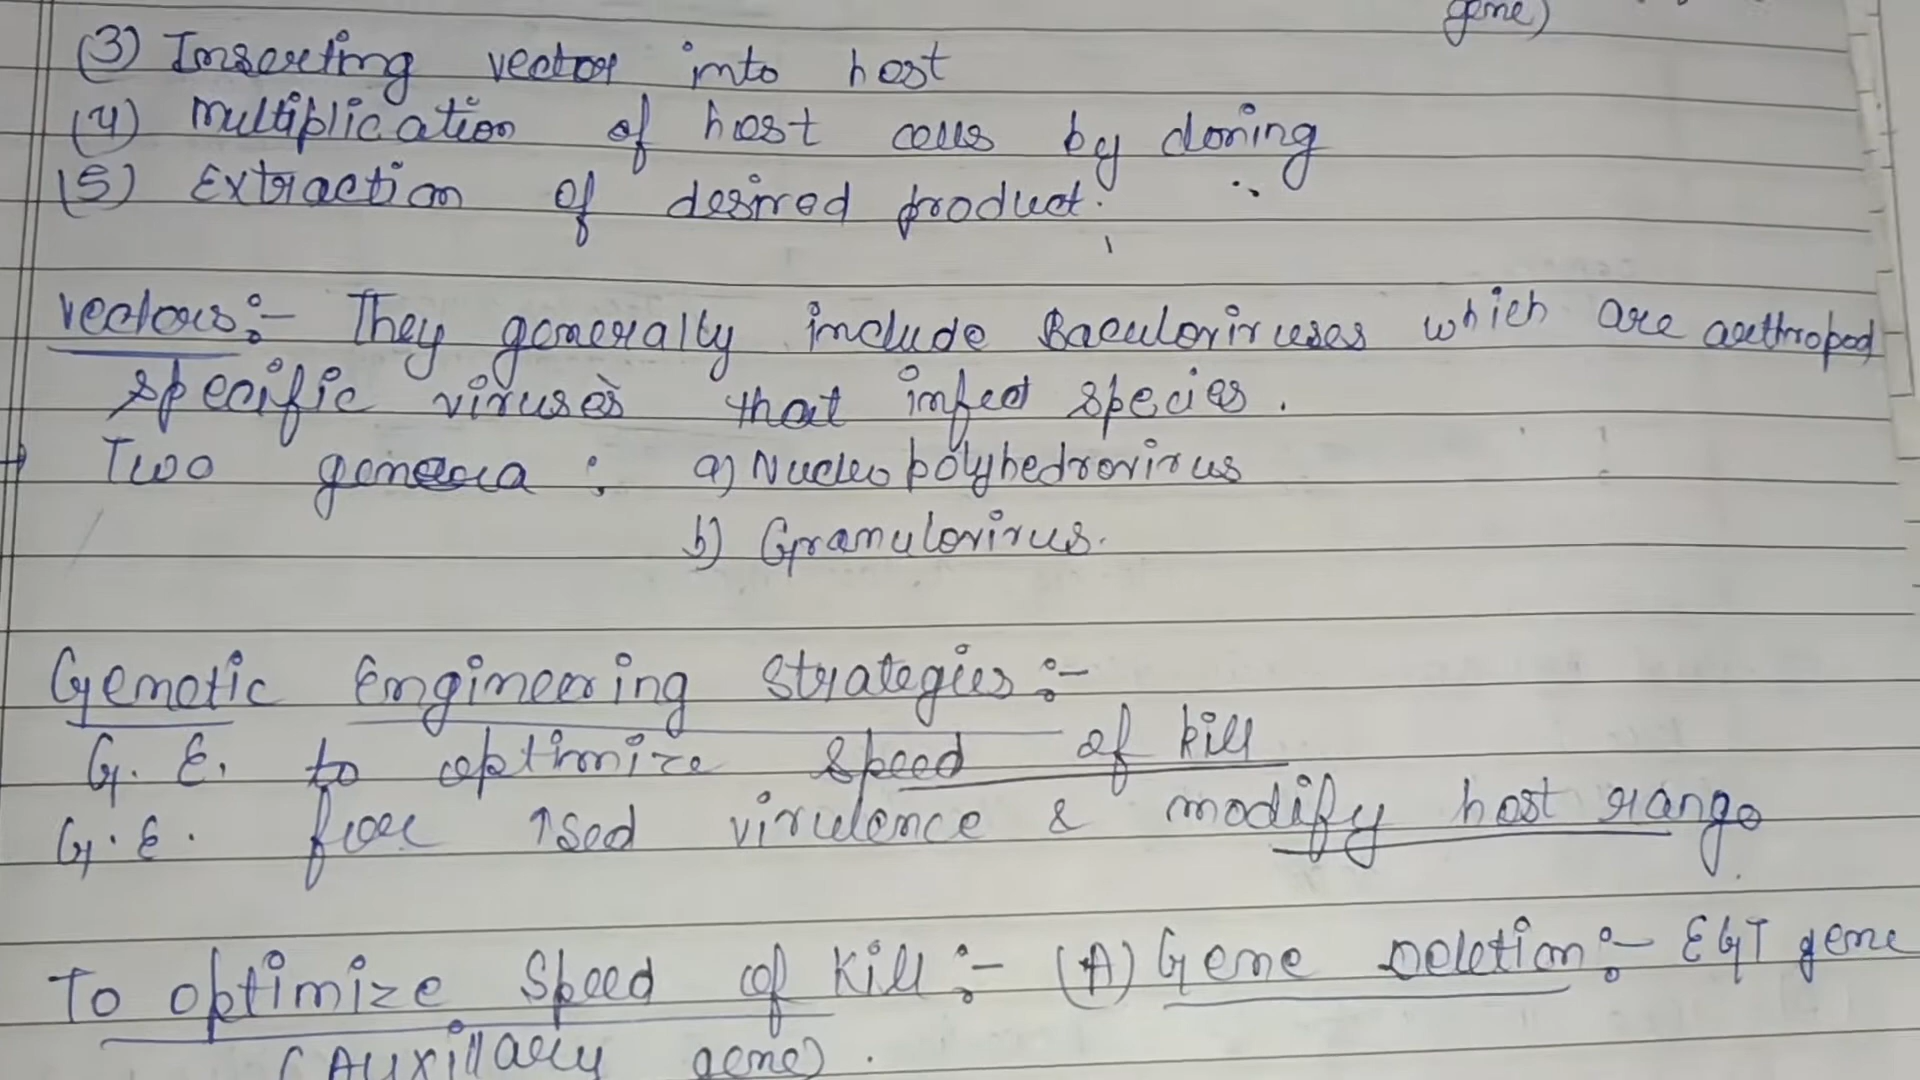 gene)
(3) Inserting vector into host
(4) Multiplication of host cells by cloning
(5) Extraction of desired product.
Vectors:- They generally include Baculoviruses which are arthropod
specific viruses that infect species.
Two genera : a) Nucleopolyhedrovirus
b) Granulovirus.
Genetic Engineering Strategies:-
G. E. to optimize speed of kill
G. E. for ↑sed virulence & modify host range.
To optimize Speed of Kill:- (A) Gene Deletion:- EGT gene
(Auxillary gene).